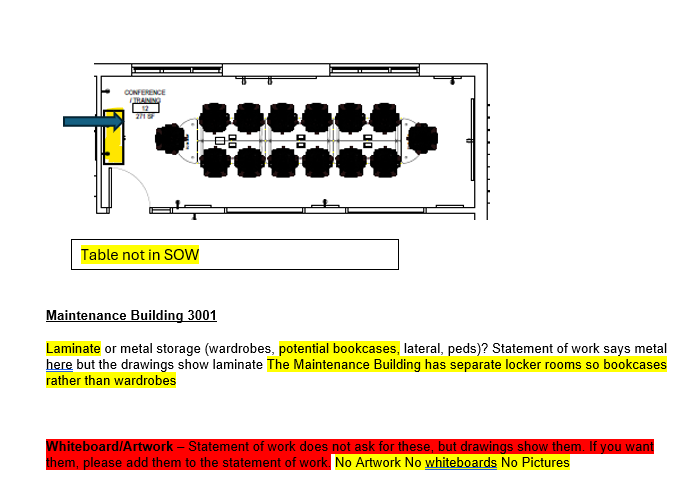 CONFERENCE
/ TRAINING
12
271 SF
Table not in SOW
Maintenance Building 3001
Laminate or metal storage (wardrobes, potential bookcases, lateral, peds)? Statement of work says metal
here but the drawings show laminate The Maintenance Building has separate locker rooms so bookcases
rather than wardrobes
Whiteboard/Artwork – Statement of work does not ask for these, but drawings show them. If you want
them, please add them to the statement of work. No Artwork No whiteboards No Pictures